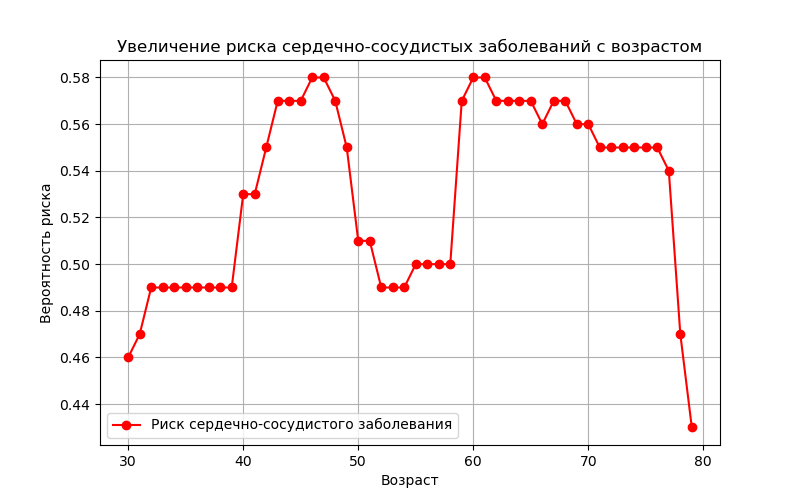 Увеличение риска сердечно-сосудистых заболеваний с возрастом
0.58
0.56
0.54
0.52
0.50
0.48
0.46
0.44
Вероятность риска
Риск сердечно-сосудистого заболевания
30 40 50 60 70 80
Возраст